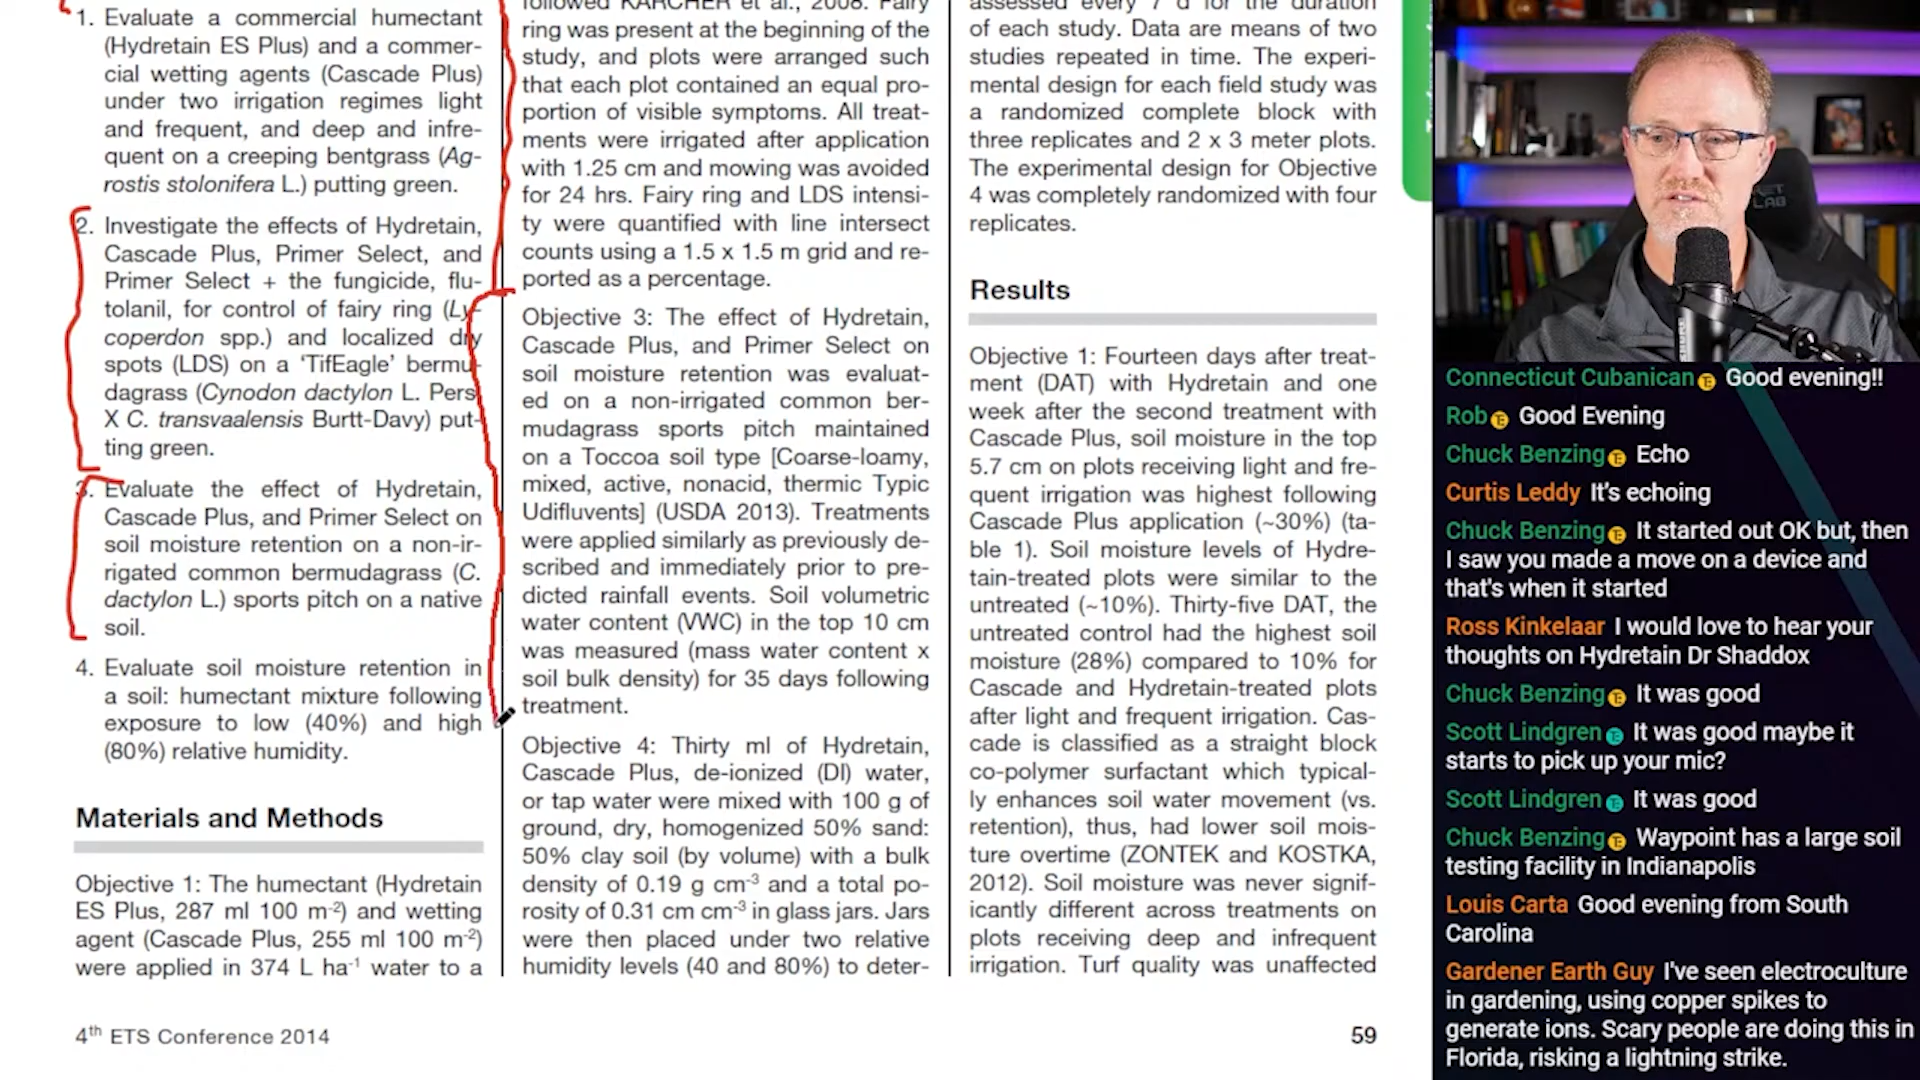 1. Evaluate a commercial humectant
(Hydretain ES Plus) and a commer-
cial wetting agents (Cascade Plus)
under two irrigation regimes light
and frequent, and deep and infre-
quent on a creeping bentgrass (Ag-
rostis stolonifera L.) putting green.
2. Investigate the effects of Hydretain,
Cascade Plus, Primer Select, and
Primer Select + the fungicide, flu-
tolanil, for control of fairy ring (Ly-
coperdon spp.) and localized dry
spots (LDS) on a ‘TifEagle’ bermu-
dagrass (Cynodon dactylon L. Pers
X C. transvaalensis Burtt-Davy) put-
ting green.
3. Evaluate the effect of Hydretain,
Cascade Plus, and Primer Select on
soil moisture retention on a non-ir-
rigated common bermudagrass (C.
dactylon L.) sports pitch on a native
soil.
4. Evaluate soil moisture retention in
a soil: humectant mixture following
exposure to low (40%) and high
(80%) relative humidity.
Materials and Methods
Objective 1: The humectant (Hydretain
ES Plus, 287 ml 100 m-2) and wetting
agent (Cascade Plus, 255 ml 100 m-2)
were applied in 374 L ha-1 water to a
followed KARCHER et al., 2008. Fairy
ring was present at the beginning of the
study, and plots were arranged such
that each plot contained an equal pro-
portion of visible symptoms. All treat-
ments were irrigated after application
with 1.25 cm and mowing was avoided
for 24 hrs. Fairy ring and LDS intensi-
ty were quantified with line intersect
counts using a 1.5 x 1.5 m grid and re-
ported as a percentage.
Objective 3: The effect of Hydretain,
Cascade Plus, and Primer Select on
soil moisture retention was evaluat-
ed on a non-irrigated common ber-
mudagrass sports pitch maintained
on a Toccoa soil type [Coarse-loamy,
mixed, active, nonacid, thermic Typic
Udifluvents] (USDA 2013). Treatments
were applied similarly as previously de-
scribed and immediately prior to pre-
dicted rainfall events. Soil volumetric
water content (VWC) in the top 10 cm
was measured (mass water content x
soil bulk density) for 35 days following
treatment.
Objective 4: Thirty ml of Hydretain,
Cascade Plus, de-ionized (DI) water,
or tap water were mixed with 100 g of
ground, dry, homogenized 50% sand:
50% clay soil (by volume) with a bulk
density of 0.19 g cm-3 and a total po-
rosity of 0.31 cm cm-3 in glass jars. Jars
were then placed under two relative
humidity levels (40 and 80%) to deter-
assessed every 7 d for the duration
of each study. Data are means of two
studies repeated in time. The experi-
mental design for each field study was
a randomized complete block with
three replicates and 2 x 3 meter plots.
The experimental design for Objective
4 was completely randomized with four
replicates.
Results
Objective 1: Fourteen days after treat-
ment (DAT) with Hydretain and one
week after the second treatment with
Cascade Plus, soil moisture in the top
5.7 cm on plots receiving light and fre-
quent irrigation was highest following
Cascade Plus application (~30%) (ta-
ble 1). Soil moisture levels of Hydre-
tain-treated plots were similar to the
untreated (~10%). Thirty-five DAT, the
untreated control had the highest soil
moisture (28%) compared to 10% for
Cascade and Hydretain-treated plots
after light and frequent irrigation. Cas-
cade is classified as a straight block
co-polymer surfactant which typical-
ly enhances soil water movement (vs.
retention), thus, had lower soil mois-
ture overtime (ZONTEK and KOSTKA,
2012). Soil moisture was never signif-
icantly different across treatments on
plots receiving deep and infrequent
irrigation. Turf quality was unaffected
4th ETS Conference 2014
59
Connecticut Cubanican Good evening!!
Rob Good Evening
Chuck Benzing Echo
Curtis Leddy It's echoing
Chuck Benzing It started out OK but, then
I saw you made a move on a device and
that's when it started
Ross Kinkelaar I would love to hear your
thoughts on Hydretain Dr Shaddox
Chuck Benzing It was good
Scott Lindgren It was good maybe it
starts to pick up your mic?
Scott Lindgren It was good
Chuck Benzing Waypoint has a large soil
testing facility in Indianapolis
Louis Carta Good evening from South
Carolina
Gardener Earth Guy I've seen electroculture
in gardening, using copper spikes to
generate ions. Scary people are doing this in
Florida, risking a lightning strike.